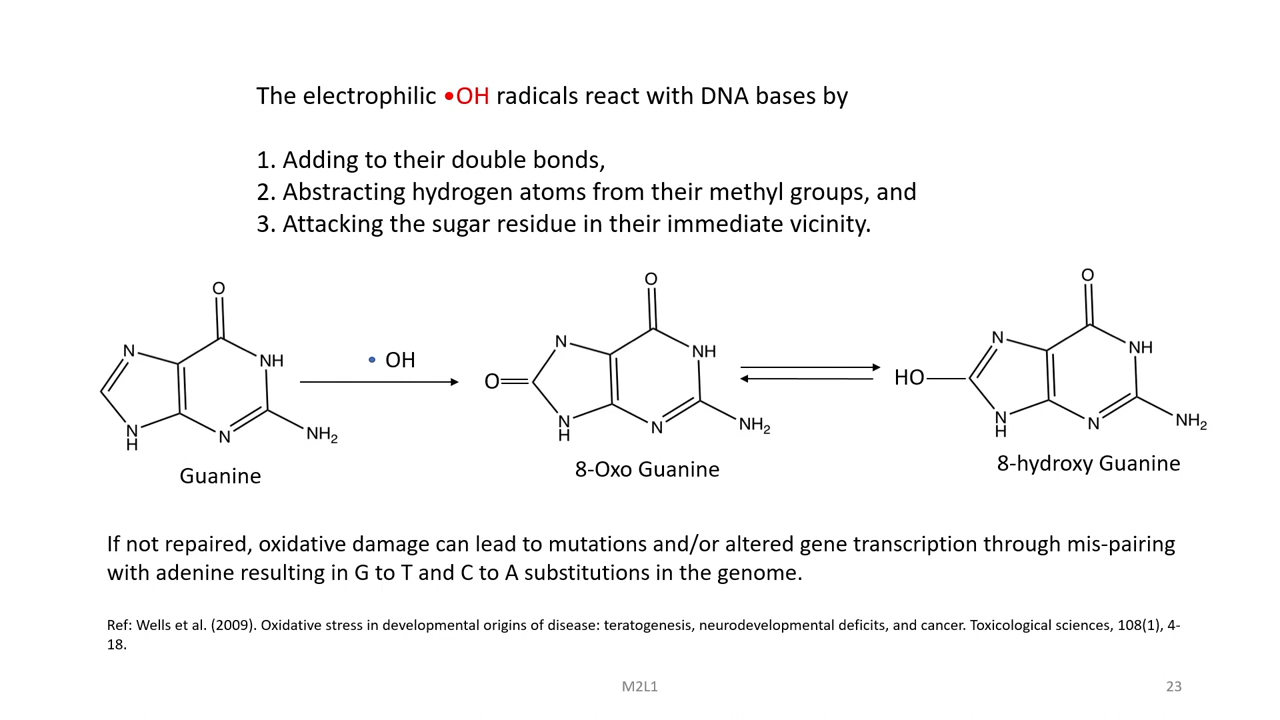 The electrophilic •OH radicals react with DNA bases by
1. Adding to their double bonds,
2. Abstracting hydrogen atoms from their methyl groups, and
3. Attacking the sugar residue in their immediate vicinity.
O
N
NH
N
H
N
NH₂
Guanine
• OH
O
N
NH
O
N
H
N
NH₂
8-Oxo Guanine
O
N
NH
HO
N
H
N
NH₂
8-hydroxy Guanine
If not repaired, oxidative damage can lead to mutations and/or altered gene transcription through mis-pairing
with adenine resulting in G to T and C to A substitutions in the genome.
Ref: Wells et al. (2009). Oxidative stress in developmental origins of disease: teratogenesis, neurodevelopmental deficits, and cancer. Toxicological sciences, 108(1), 4-
18.
M2L1
23